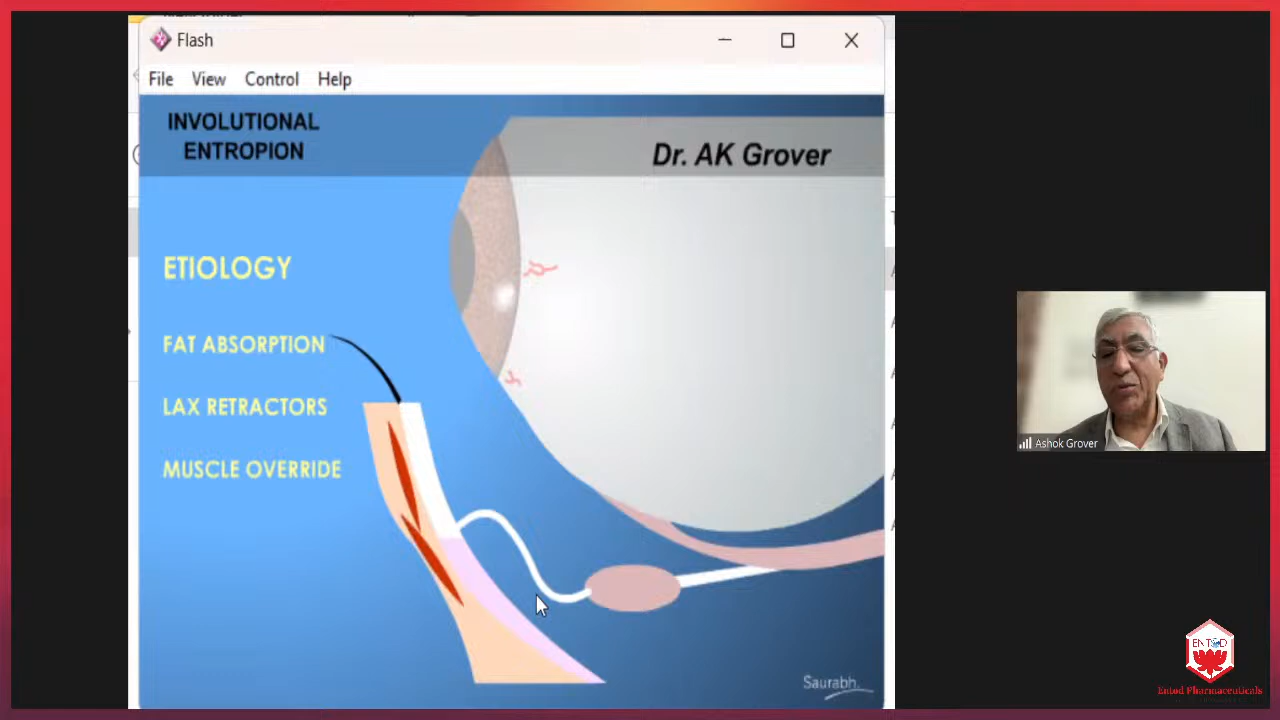 Flash
File View Control Help
INVOLUTIONAL
ENTROPION
Dr. AK Grover
ETIOLOGY
FAT ABSORPTION
LAX RETRACTORS
MUSCLE OVERRIDE
Saurabh.
Ashok Grover
ENTOD
Entod Pharmaceuticals